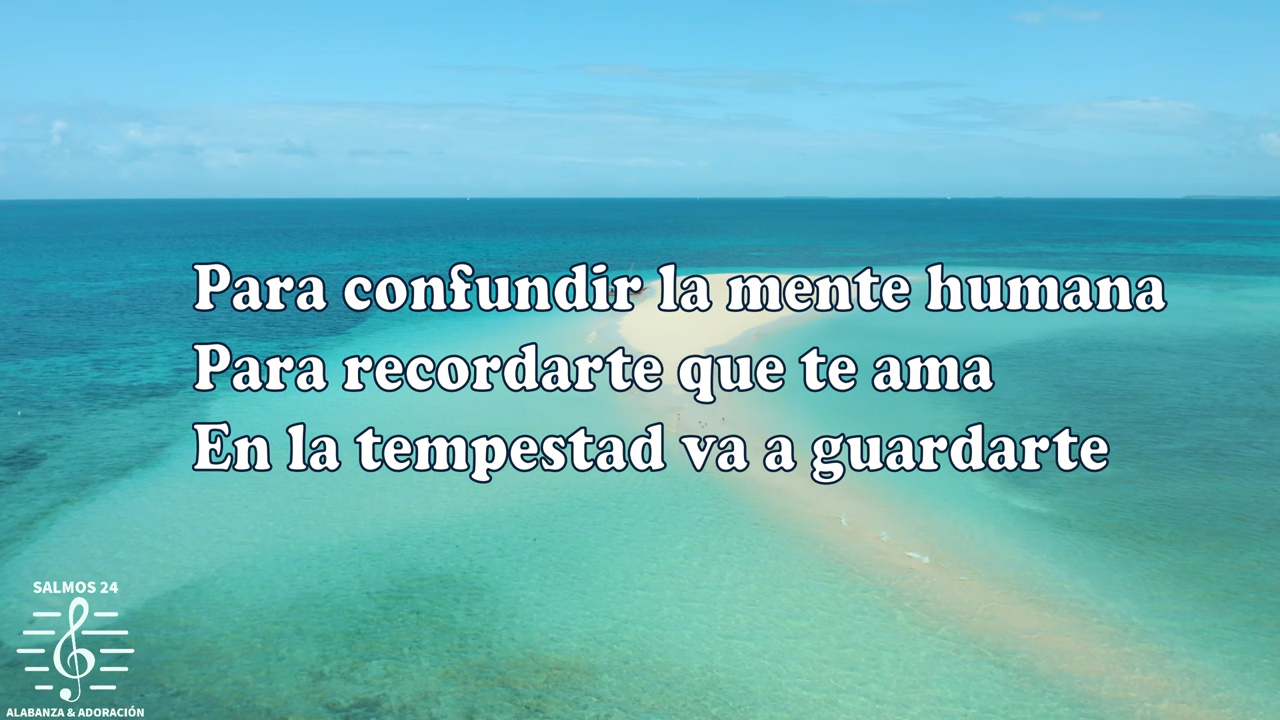 Para confundir la mente humana
Para recordarte que te ama
En la tempestad va a guardarte
SALMOS 24
ALABANZA & ADORACIÓN